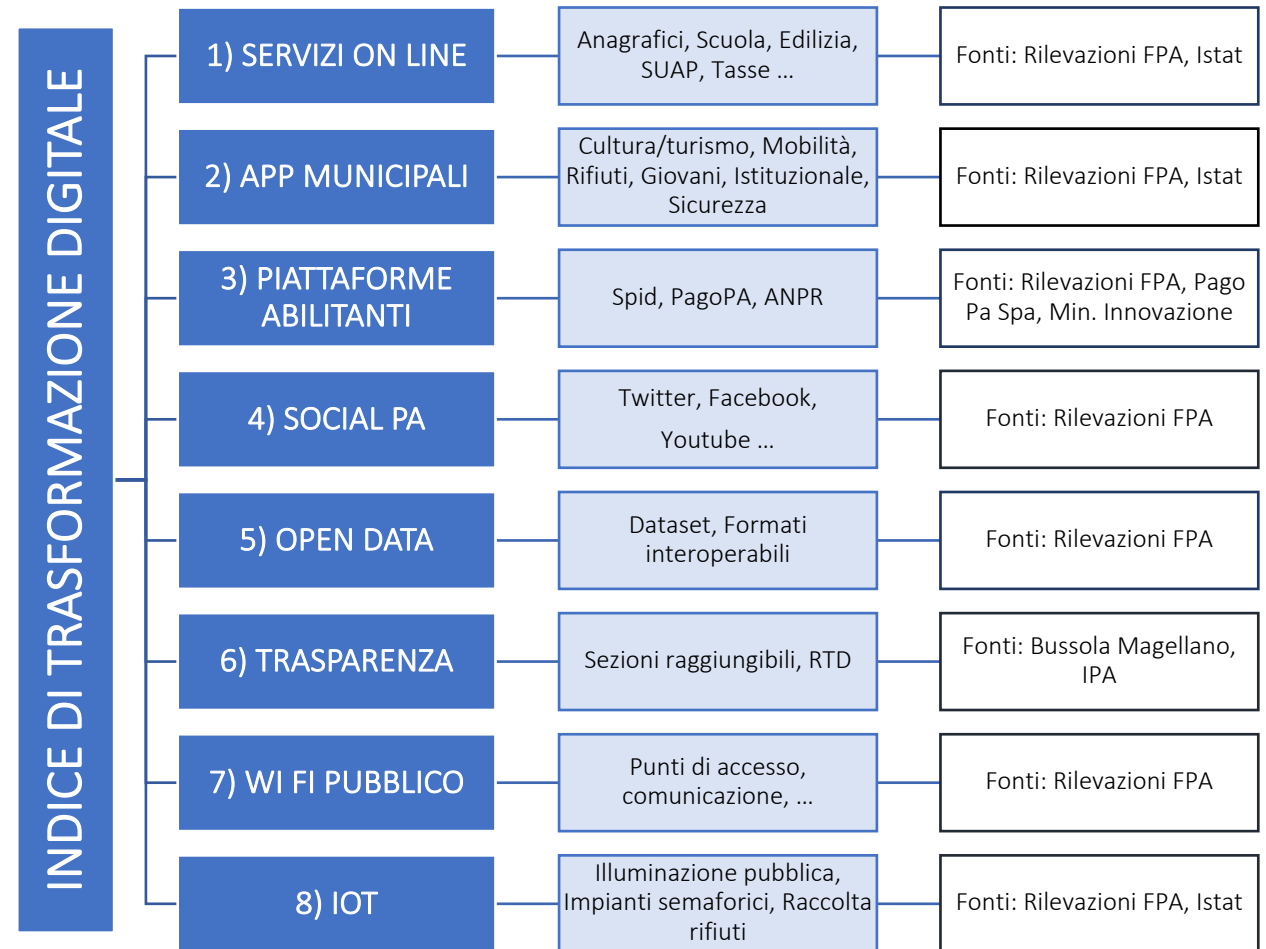 INDICE DI TRASFORMAZIONE DIGITALE
1) SERVIZI ON LINE
Anagrafici, Scuola, Edilizia,
SUAP, Tasse ...
Fonti: Rilevazioni FPA, Istat
2) APP MUNICIPALI
Cultura/turismo, Mobilità,
Rifiuti, Giovani, Istituzionale,
Sicurezza
Fonti: Rilevazioni FPA, Istat
3) PIATTAFORME
ABILITANTI
Spid, PagoPA, ANPR
Fonti: Rilevazioni FPA, Pago
Pa Spa, Min. Innovazione
4) SOCIAL PA
Twitter, Facebook,
Youtube ...
Fonti: Rilevazioni FPA
5) OPEN DATA
Dataset, Formati
interoperabili
Fonti: Rilevazioni FPA
6) TRASPARENZA
Sezioni raggiungibili, RTD
Fonti: Bussola Magellano,
IPA
7) WI FI PUBBLICO
Punti di accesso,
comunicazione, ...
Fonti: Rilevazioni FPA
8) IOT
Illuminazione pubblica,
Impianti semaforici, Raccolta
rifiuti
Fonti: Rilevazioni FPA, Istat